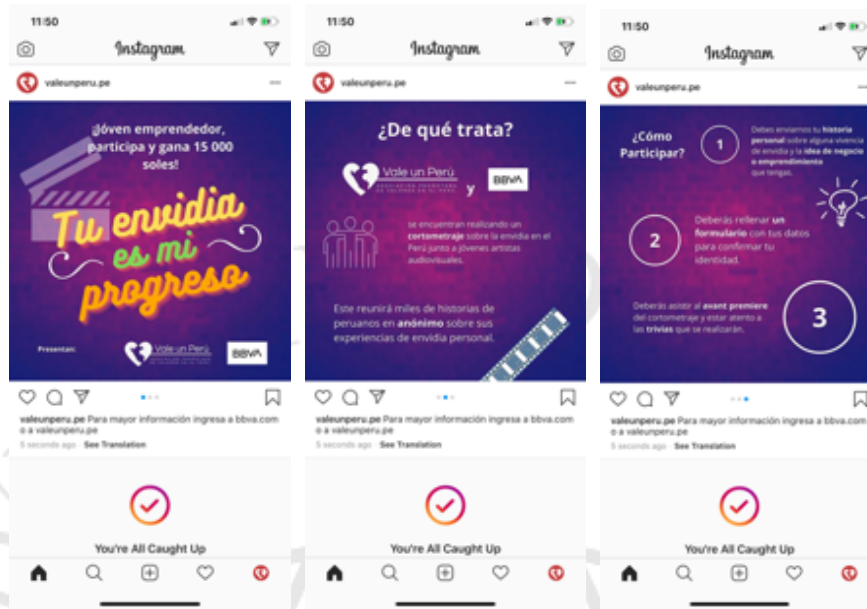 11:50
Instagram
valeunperu.pe
¡Jóven emprendedor,
participa y gana 15 000
soles!
Tu envidia
es mi
progreso
Presentan:
Vale un Perú
BBVA
valeunperu.pe Para mayor información ingresa a bbva.com
o a valeunperu.pe
5 seconds ago · See Translation
You're All Caught Up
11:50
Instagram
valeunperu.pe
¿De qué trata?
Vale un Perú
y
BBVA
se encuentran realizando un
cortometraje sobre la envidia en el
Perú junto a jóvenes artistas
audiovisuales.
Este reunirá miles de historias de
peruanos en anónimo sobre sus
experiencias de envidia personal.
valeunperu.pe Para mayor información ingresa a bbva.com
o a valeunperu.pe
5 seconds ago · See Translation
You're All Caught Up
11:50
Instagram
valeunperu.pe
¿Cómo
Participar?
1
Debes enviarnos tu historia
personal sobre alguna vivencia
de envidia y la idea de negocio
o emprendimiento
que tengas.
2
Deberás rellenar un
formulario con tus datos
para confirmar tu
identidad.
Deberás asistir al avant premiere
del cortometraje y estar atento a
las trivias que se realizarán.
3
valeunperu.pe Para mayor información ingresa a bbva.com
o a valeunperu.pe
5 seconds ago · See Translation
You're All Caught Up